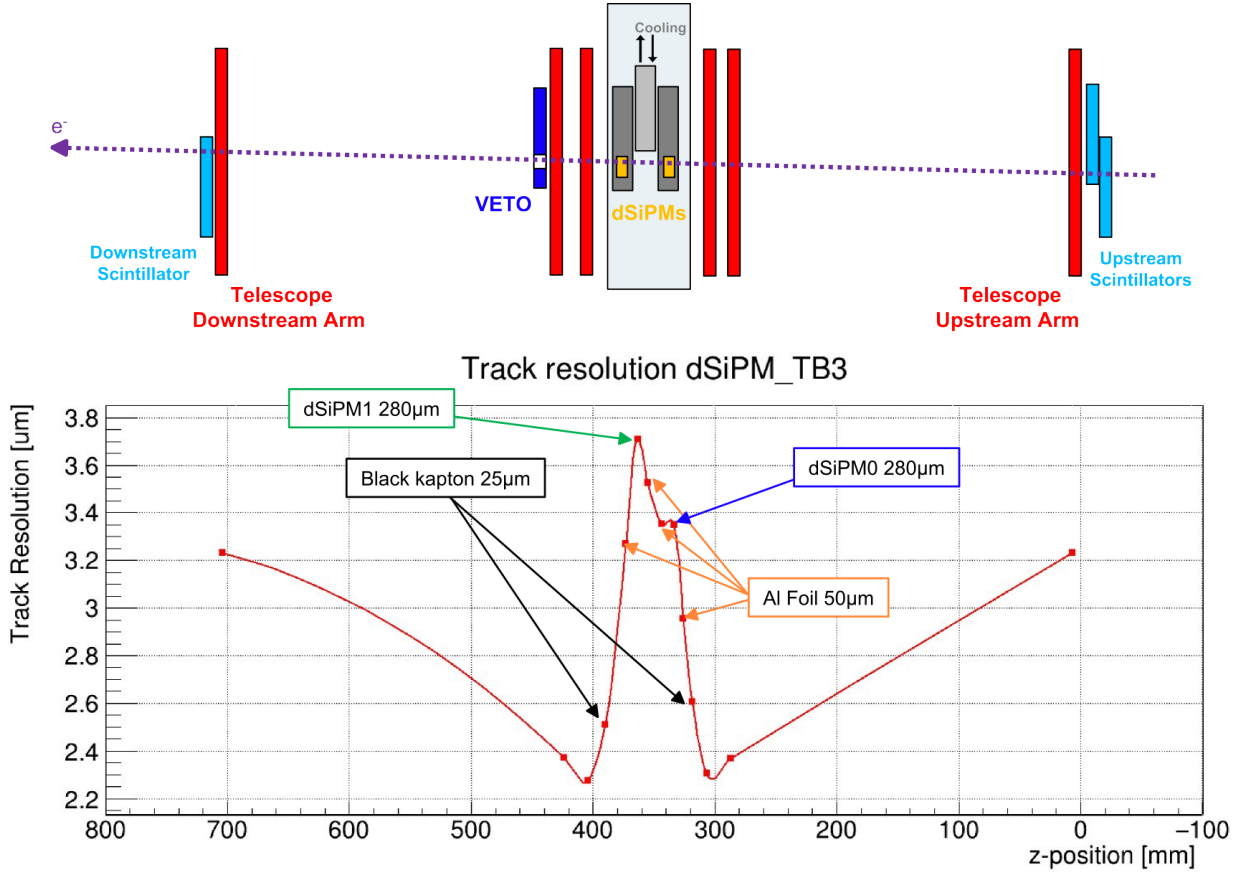 Cooling
e-
VETO
dSiPMs
Downstream
Scintillator
Upstream
Scintillators
Telescope
Downstream Arm
Telescope
Upstream Arm
Track resolution dSiPM_TB3
Track Resolution [um]
3.8
3.6
3.4
3.2
3
2.8
2.6
2.4
2.2
dSiPM1 280µm
Black kapton 25µm
dSiPM0 280µm
Al Foil 50µm
800
700
600
500
400
300
200
100
0
−100
z-position [mm]